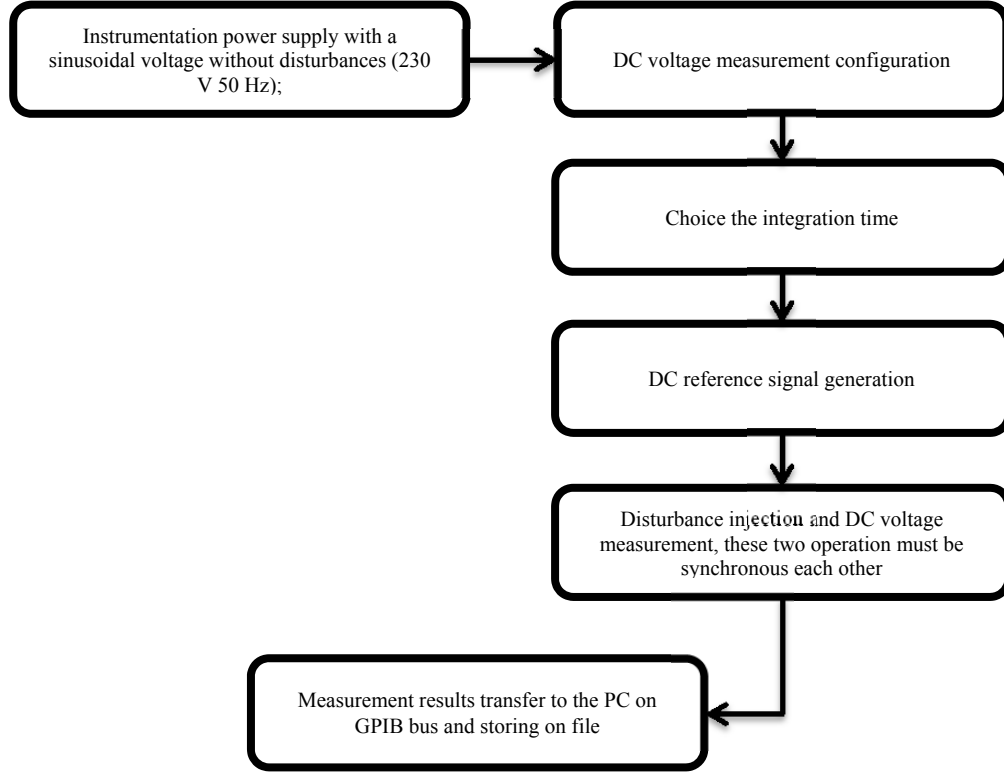 Instrumentation power supply with a
sinusoidal voltage without disturbances (230
V 50 Hz);
DC voltage measurement configuration
Choice the integration time
DC reference signal generation
Disturbance injection and DC voltage
measurement, these two operation must be
synchronous each other
Measurement results transfer to the PC on
GPIB bus and storing on file